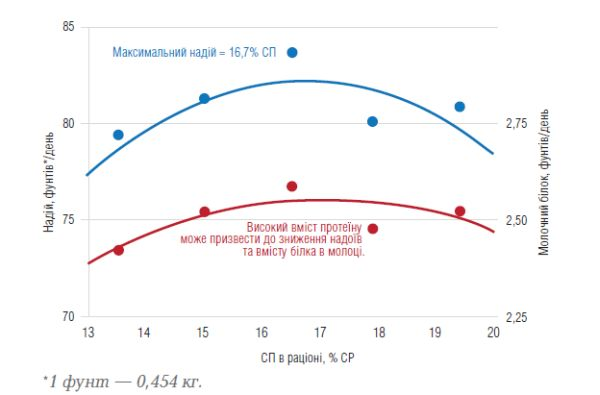 85
80
75
70
Надій, фунтів*/день
Максимальний надій = 16,7% СП
Високий вміст протеїну
може призвести до зниження надоїв
та вмісту білка в молоці.
2,75
2,50
2,25
Молочний білок, фунтів/день
13 14 15 16 17 18 19 20
СП в раціоні, % СР
*1 фунт — 0,454 кг.